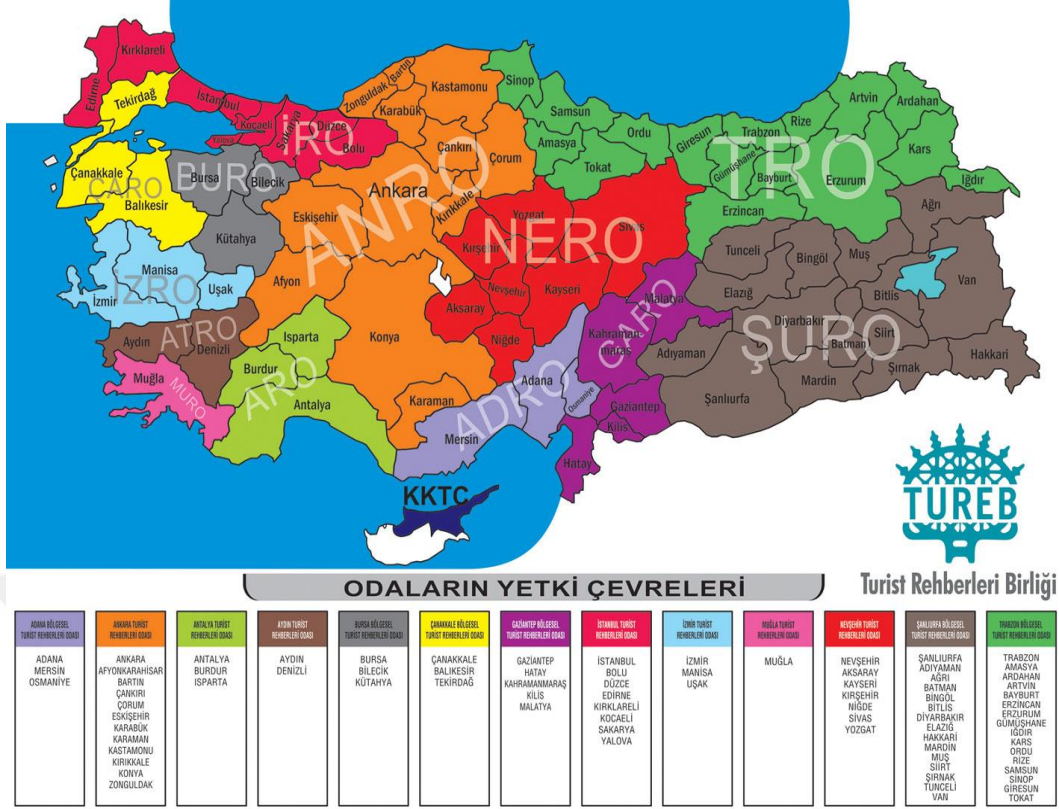 Kırklareli
Edirne
Tekirdağ
İstanbul
Kocaeli
Yalova
Sakarya
Düzce
Bolu
İRO
Zonguldak
Bartın
Karabük
Kastamonu
Çankırı
Çorum
Ankara
Kırıkkale
Eskişehir
Afyon
Konya
Karaman
ANRO
Sinop
Samsun
Amasya
Tokat
Ordu
Giresun
Trabzon
Gümüşhane
Bayburt
Rize
Artvin
Ardahan
Kars
Iğdır
Erzurum
Erzincan
TRO
Çanakkale
Balıkesir
ÇARO
Bursa
Bilecik
Kütahya
BURO
Manisa
İzmir
Uşak
İZRO
Aydın
Denizli
ATRO
Muğla
MURO
Isparta
Burdur
Antalya
ARO
Yozgat
Sivas
Kırşehir
Nevşehir
Kayseri
Aksaray
Niğde
NERO
Adana
Osmaniye
Mersin
ADRO
Malatya
Kahraman
maraş
Gaziantep
Kilis
Hatay
CARO
Ağrı
Tunceli
Bingöl
Muş
Van
Elazığ
Bitlis
Diyarbakır
Batman
Siirt
Adıyaman
Şanlıurfa
Mardin
Şırnak
Hakkari
ŞURO
KKTC
TUREB
Turist Rehberleri Birliği
ODALARIN YETKİ ÇEVRELERİ
ADANA BÖLGESEL
TURİST REHBERLERİ ODASI
ADANA
MERSİN
OSMANİYE
ANKARA TURİST
REHBERLERİ ODASI
ANKARA
AFYONKARAHİSAR
BARTIN
ÇANKIRI
ÇORUM
ESKİŞEHİR
KARABÜK
KARAMAN
KASTAMONU
KIRIKKALE
KONYA
ZONGULDAK
ANTALYA TURİST
REHBERLERİ ODASI
ANTALYA
BURDUR
ISPARTA
AYDIN TURİST
REHBERLERİ ODASI
AYDIN
DENİZLİ
BURSA BÖLGESEL
TURİST REHBERLERİ ODASI
BURSA
BİLECİK
KÜTAHYA
ÇANAKKALE BÖLGESEL
TURİST REHBERLERİ ODASI
ÇANAKKALE
BALIKESİR
TEKİRDAĞ
GAZİANTEP BÖLGESEL
TURİST REHBERLERİ ODASI
GAZİANTEP
HATAY
KAHRAMANMARAŞ
KİLİS
MALATYA
İSTANBUL TURİST
REHBERLERİ ODASI
İSTANBUL
BOLU
DÜZCE
EDİRNE
KIRKLARELİ
KOCAELİ
SAKARYA
YALOVA
İZMİR TURİST
REHBERLERİ ODASI
İZMİR
MANİSA
UŞAK
MUĞLA TURİST
REHBERLERİ ODASI
MUĞLA
NEVŞEHİR TURİST
REHBERLERİ ODASI
NEVŞEHİR
AKSARAY
KAYSERİ
KIRŞEHİR
NİĞDE
SİVAS
YOZGAT
ŞANLIURFA BÖLGESEL
TURİST REHBERLERİ ODASI
ŞANLIURFA
ADIYAMAN
AĞRI
BATMAN
BİNGÖL
BİTLİS
DİYARBAKIR
ELAZIĞ
HAKKARİ
MARDİN
MUŞ
SİİRT
ŞIRNAK
TUNCELİ
VAN
TRABZON BÖLGESEL
TURİST REHBERLERİ ODASI
TRABZON
AMASYA
ARDAHAN
ARTVİN
BAYBURT
ERZİNCAN
ERZURUM
GÜMÜŞHANE
IĞDIR
KARS
ORDU
RİZE
SAMSUN
SİNOP
GİRESUN
TOKAT